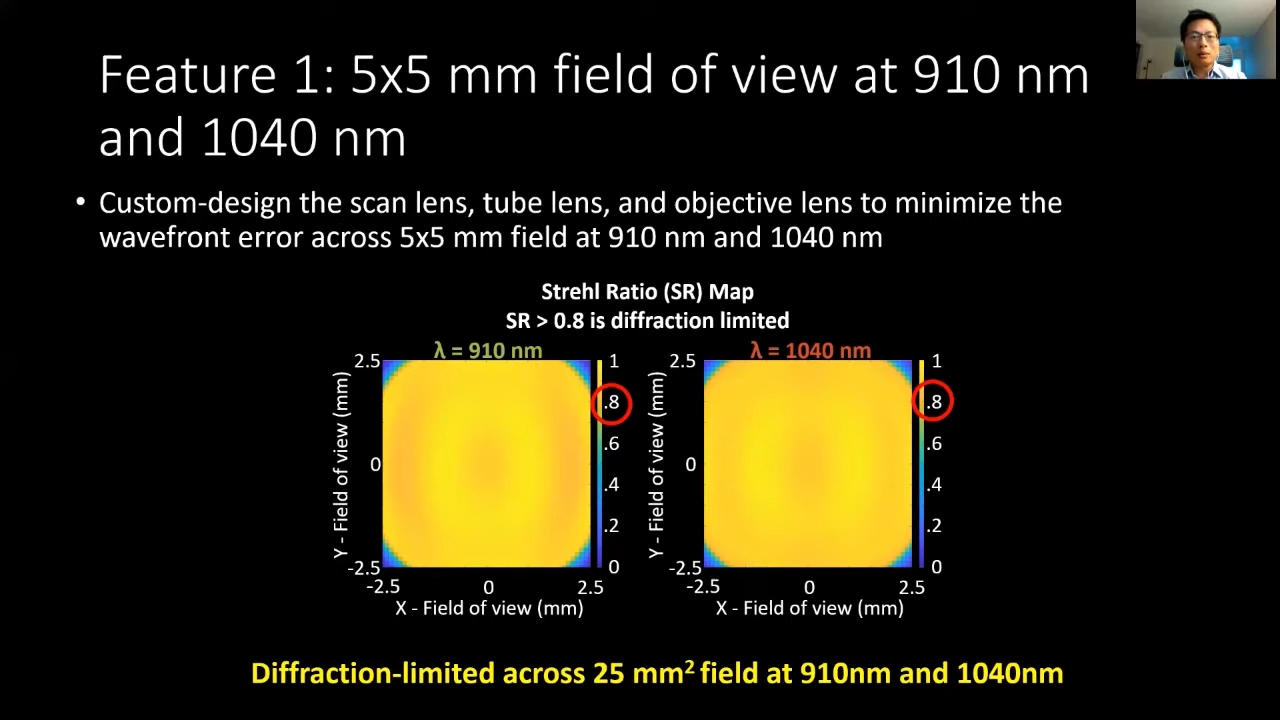 Feature 1: 5x5 mm field of view at 910 nm
and 1040 nm
• Custom-design the scan lens, tube lens, and objective lens to minimize the
wavefront error across 5x5 mm field at 910 nm and 1040 nm
Strehl Ratio (SR) Map
SR > 0.8 is diffraction limited
λ = 910 nm
2.5
0
-2.5
Y - Field of view (mm)
-2.5 0 2.5
X - Field of view (mm)
1
.8
.6
.4
.2
0
λ = 1040 nm
2.5
0
-2.5
Y - Field of view (mm)
-2.5 0 2.5
X - Field of view (mm)
1
.8
.6
.4
.2
0
Diffraction-limited across 25 mm² field at 910nm and 1040nm